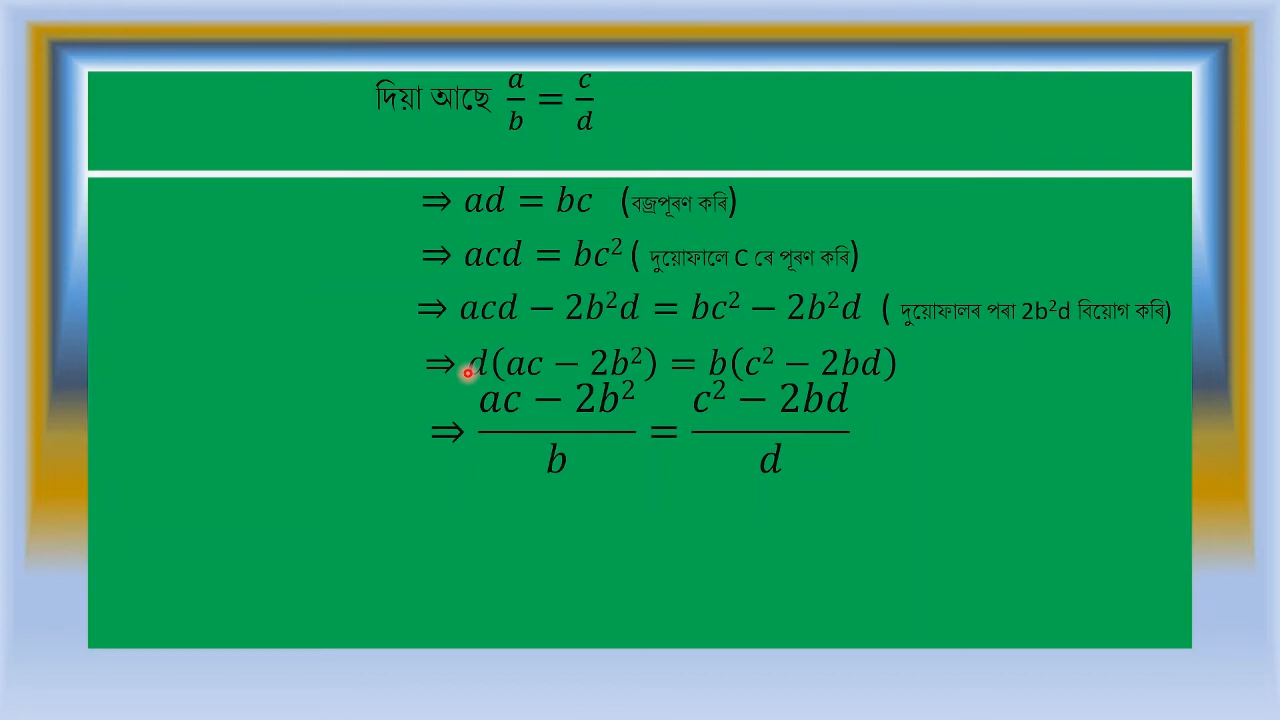 দিয়া আছে a/b = c/d
⇒ ad = bc (বজ্ৰপূৰণ কৰি)
⇒ acd = bc² ( দুয়োফালে C ৰে পূৰণ কৰি)
⇒ acd − 2b²d = bc² − 2b²d ( দুয়োফালৰ পৰা 2b²d বিয়োগ কৰি)
⇒ d(ac − 2b²) = b(c² − 2bd)
⇒ (ac − 2b²)/b = (c² − 2bd)/d